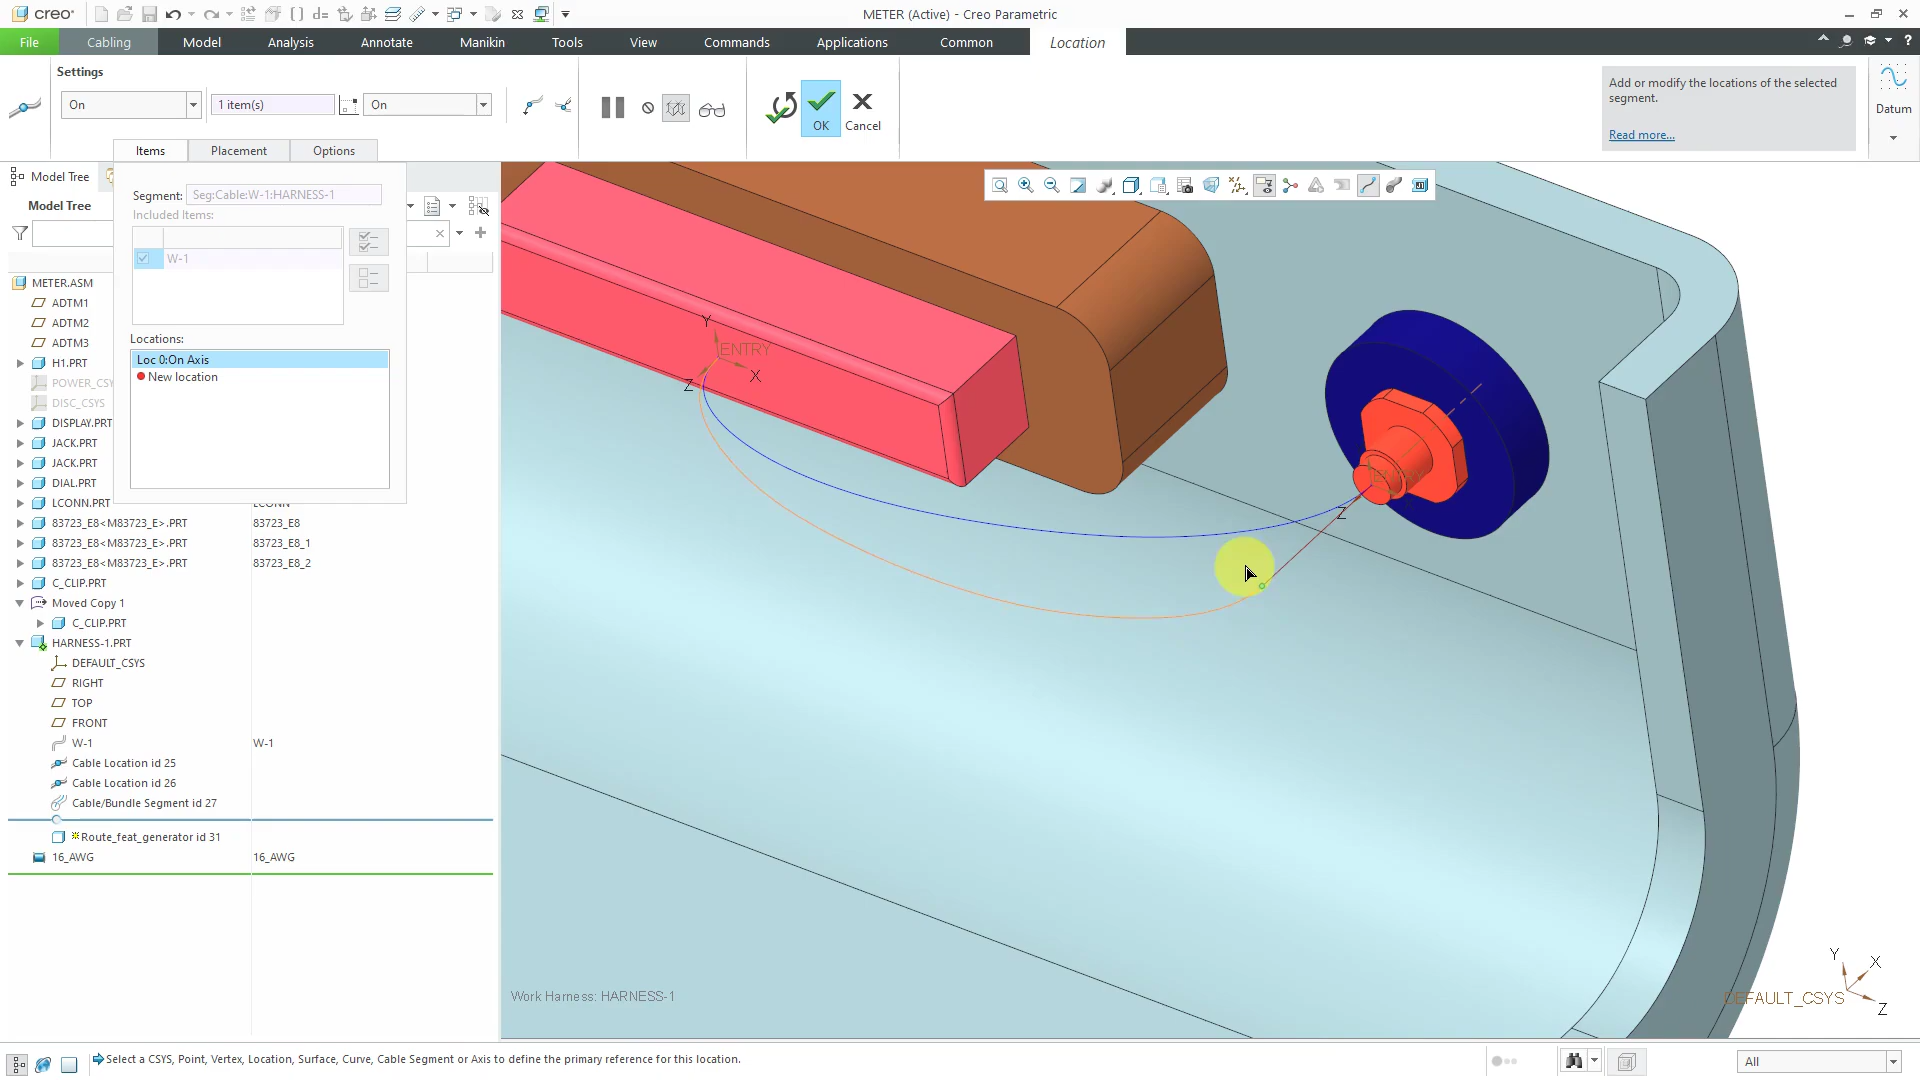 creo
METER (Active) - Creo Parametric
File
Cabling
Model
Analysis
Annotate
Manikin
Tools
View
Commands
Applications
Common
Location
Settings
On
1 item(s)
On
OK
Cancel
Add or modify the locations of the selected
segment.
Read more...
Datum
Items
Placement
Options
Model Tree
Model Tree
Segment:
Seg:Cable:W-1:HARNESS-1
Included Items:
W-1
Locations:
Loc 0:On Axis
New location
METER.ASM
ADTM1
ADTM2
ADTM3
H1.PRT
POWER_CSY
DISC_CSYS
DISPLAY.PRT
JACK.PRT
JACK.PRT
DIAL.PRT
LCONN.PRT LCONN
83723_E8<M83723_E>.PRT 83723_E8
83723_E8<M83723_E>.PRT 83723_E8_1
83723_E8<M83723_E>.PRT 83723_E8_2
C_CLIP.PRT
Moved Copy 1
C_CLIP.PRT
HARNESS-1.PRT
DEFAULT_CSYS
RIGHT
TOP
FRONT
W-1 W-1
Cable Location id 25
Cable Location id 26
Cable/Bundle Segment id 27
Route_feat_generator id 31
16_AWG 16_AWG
Y
ENTRY
Z
X
ENTRY
Z
Work Harness: HARNESS-1
Y
X
DEFAULT_CSYS
Z
Select a CSYS, Point, Vertex, Location, Surface, Curve, Cable Segment or Axis to define the primary reference for this location.
All